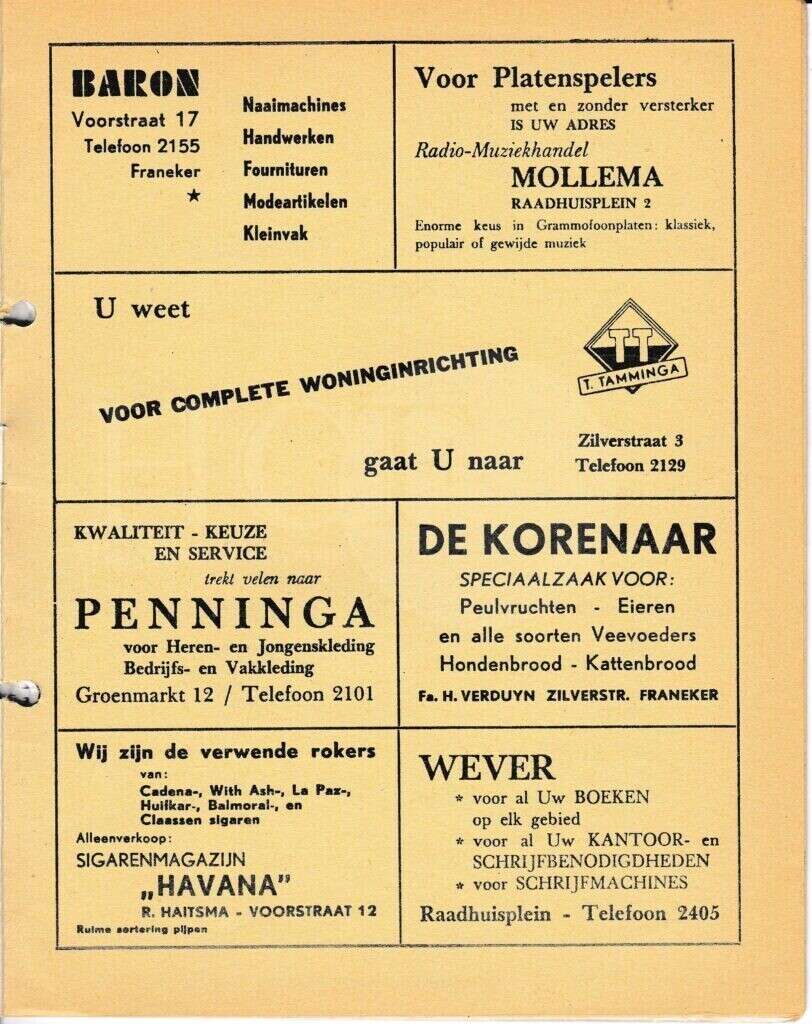 BARON
Voorstraat 17
Telefoon 2155
Franeker
★
Naaimachines
Handwerken
Fournituren
Modeartikelen
Kleinvak
Voor Platenspelers
met en zonder versterker
IS UW ADRES
Radio-Muziekhandel
MOLLEMA
RAADHUISPLEIN 2
Enorme keus in Grammofoonplaten: klassiek,
populair of gewijde muziek
U weet
VOOR COMPLETE WONINGINRICHTING
gaat U naar
TT
T. TAMMINGA
Zilverstraat 3
Telefoon 2129
KWALITEIT - KEUZE
EN SERVICE
trekt velen naar
PENNINGA
voor Heren- en Jongenskleding
Bedrijfs- en Vakkleding
Groenmarkt 12 / Telefoon 2101
DE KORENAAR
SPECIAALZAAK VOOR:
Peulvruchten - Eieren
en alle soorten Veevoeders
Hondenbrood - Kattenbrood
Fa. H. VERDUYN ZILVERSTR. FRANEKER
Wij zijn de verwende rokers
van:
Cadena-, With Ash-, La Paz-,
Huifkar-, Balmoral-, en
Claassen sigaren
Alleenverkoop:
SIGARENMAGAZIJN
„HAVANA"
R. HAITSMA - VOORSTRAAT 12
Ruime sortering pijpen
WEVER
* voor al Uw BOEKEN
op elk gebied
* voor al Uw KANTOOR- en
SCHRIJFBENODIGDHEDEN
* voor SCHRIJFMACHINES
Raadhuisplein - Telefoon 2405